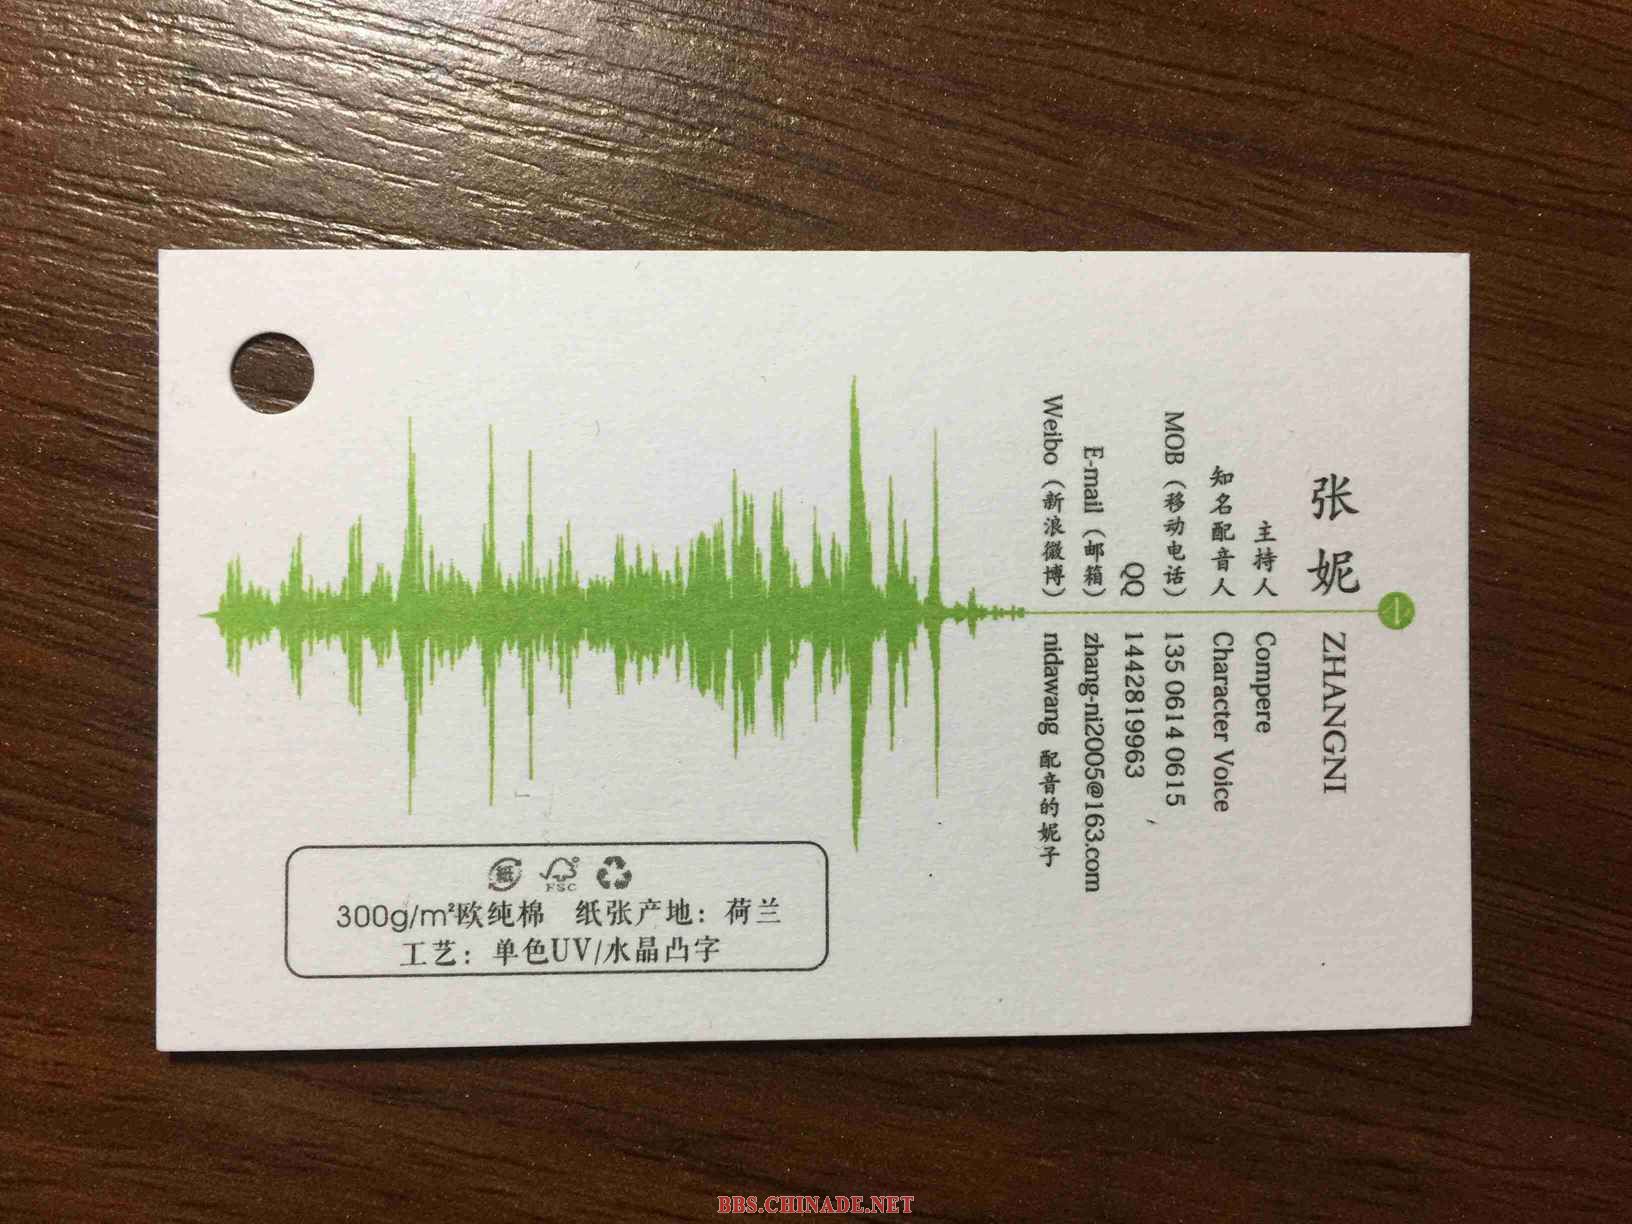 张妮 ZHANGNI
主持人 Compere
知名配音人 Character Voice
MOB（移动电话） 135 0614 0615
QQ 1442819963
E-mail（邮箱） zhang-ni2005@163.com
Weibo（新浪微博） nidawang 配音的妮子
纸 FSC
300g/m²欧纯棉 纸张产地：荷兰
工艺：单色UV/水晶凸字
BBS.CHINADE.NET